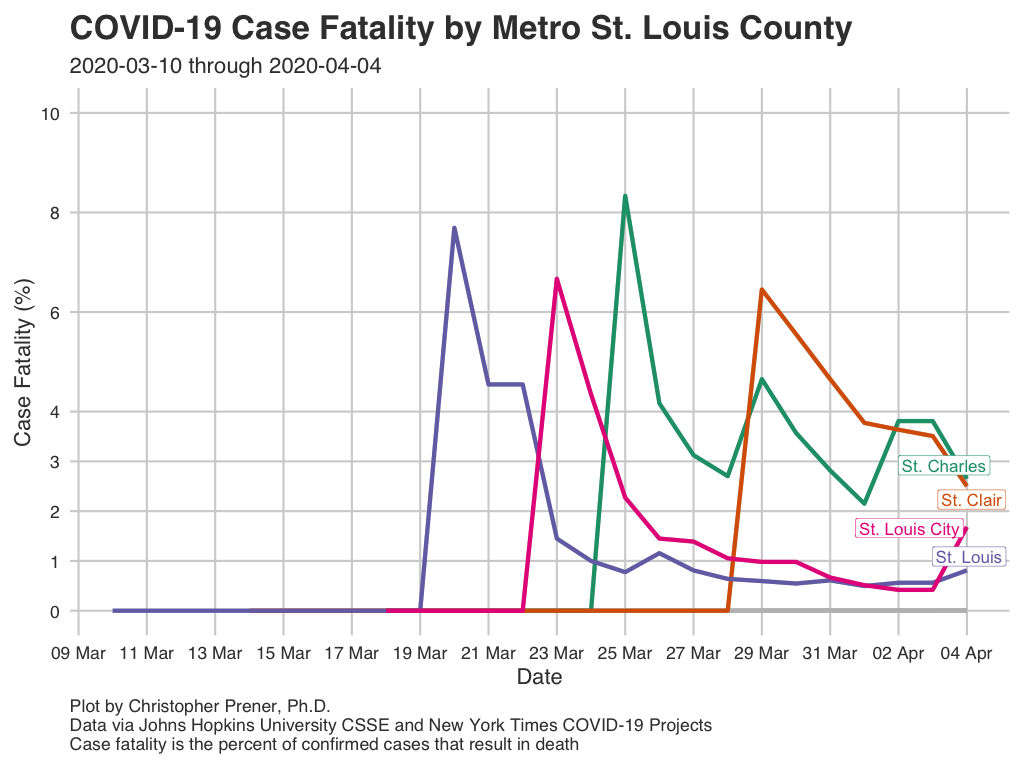 COVID-19 Case Fatality by Metro St. Louis County
2020-03-10 through 2020-04-04
10
8
6
4
3
2
1
0
Case Fatality (%)
St. Charles
St. Clair
St. Louis City
St. Louis
09 Mar 11 Mar 13 Mar 15 Mar 17 Mar 19 Mar 21 Mar 23 Mar 25 Mar 27 Mar 29 Mar 31 Mar 02 Apr 04 Apr
Date
Plot by Christopher Prener, Ph.D.
Data via Johns Hopkins University CSSE and New York Times COVID-19 Projects
Case fatality is the percent of confirmed cases that result in death